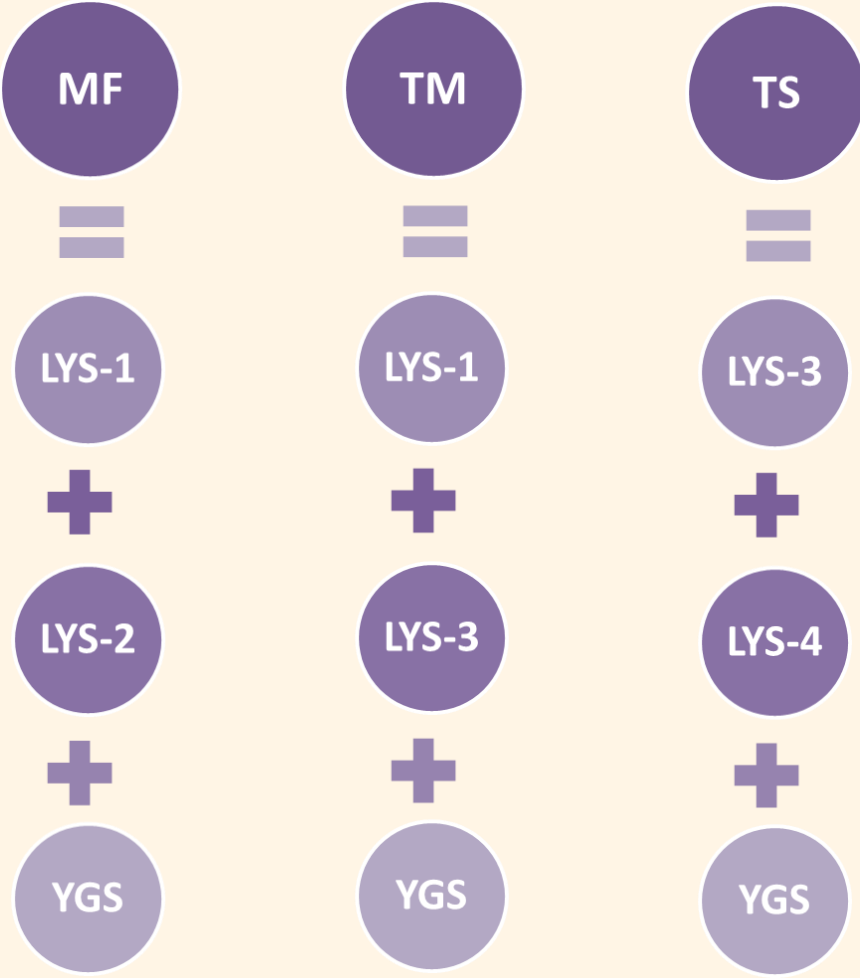 MF
=
LYS-1
+
LYS-2
+
YGS
TM
=
LYS-1
+
LYS-3
+
YGS
TS
=
LYS-3
+
LYS-4
+
YGS